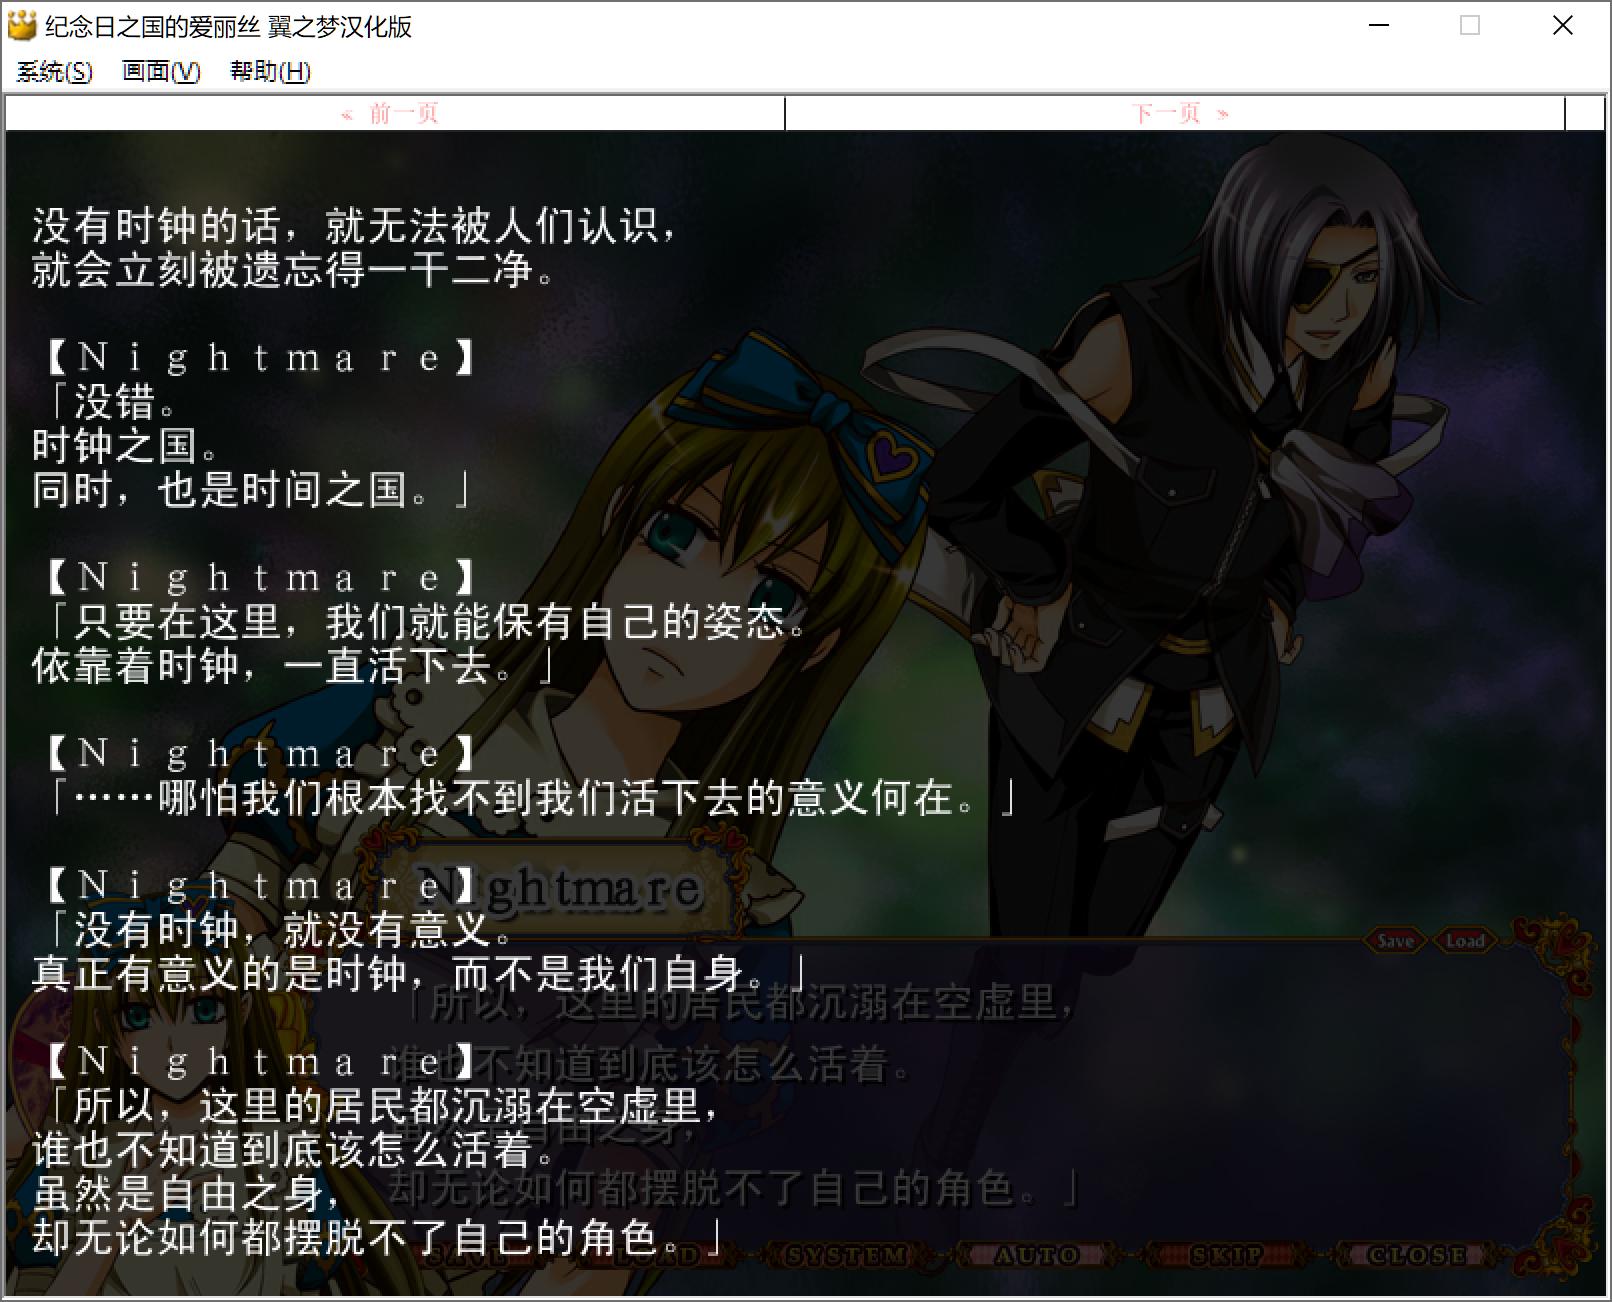 纪念日之国的爱丽丝 翼之梦汉化版
系统(S) 画面(V) 帮助(H)
« 前一页 下一页 »
没有时钟的话，就无法被人们认识，
就会立刻被遗忘得一干二净。
【Ｎｉｇｈｔｍａｒｅ】
「没错。
时钟之国。
同时，也是时间之国。」
【Ｎｉｇｈｔｍａｒｅ】
「只要在这里，我们就能保有自己的姿态。
依靠着时钟，一直活下去。」
【Ｎｉｇｈｔｍａｒｅ】
「……哪怕我们根本找不到我们活下去的意义何在。」
【Ｎｉｇｈｔｍａｒｅ】
「没有时钟，就没有意义。
真正有意义的是时钟，而不是我们自身。」
【Ｎｉｇｈｔｍａｒｅ】
「所以，这里的居民都沉溺在空虚里，
谁也不知道到底该怎么活着。
虽然是自由之身，
却无论如何都摆脱不了自己的角色。」
Nightmare
Save Load
「所以，这里的居民都沉溺在空虚里，
谁也不知道到底该怎么活着。
虽然是自由之身，
却无论如何都摆脱不了自己的角色。」
SAVE LOAD SYSTEM AUTO SKIP CLOSE